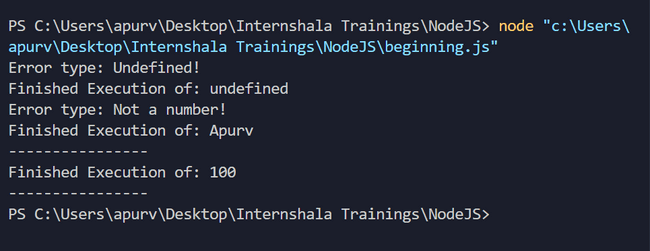 PS C:\Users\apurv\Desktop\Internshala Trainings\NodeJS> node "c:\Users\
apurv\Desktop\Internshala Trainings\NodeJS\beginning.js"
Error type: Undefined!
Finished Execution of: undefined
Error type: Not a number!
Finished Execution of: Apurv
----------------
Finished Execution of: 100
----------------
PS C:\Users\apurv\Desktop\Internshala Trainings\NodeJS>